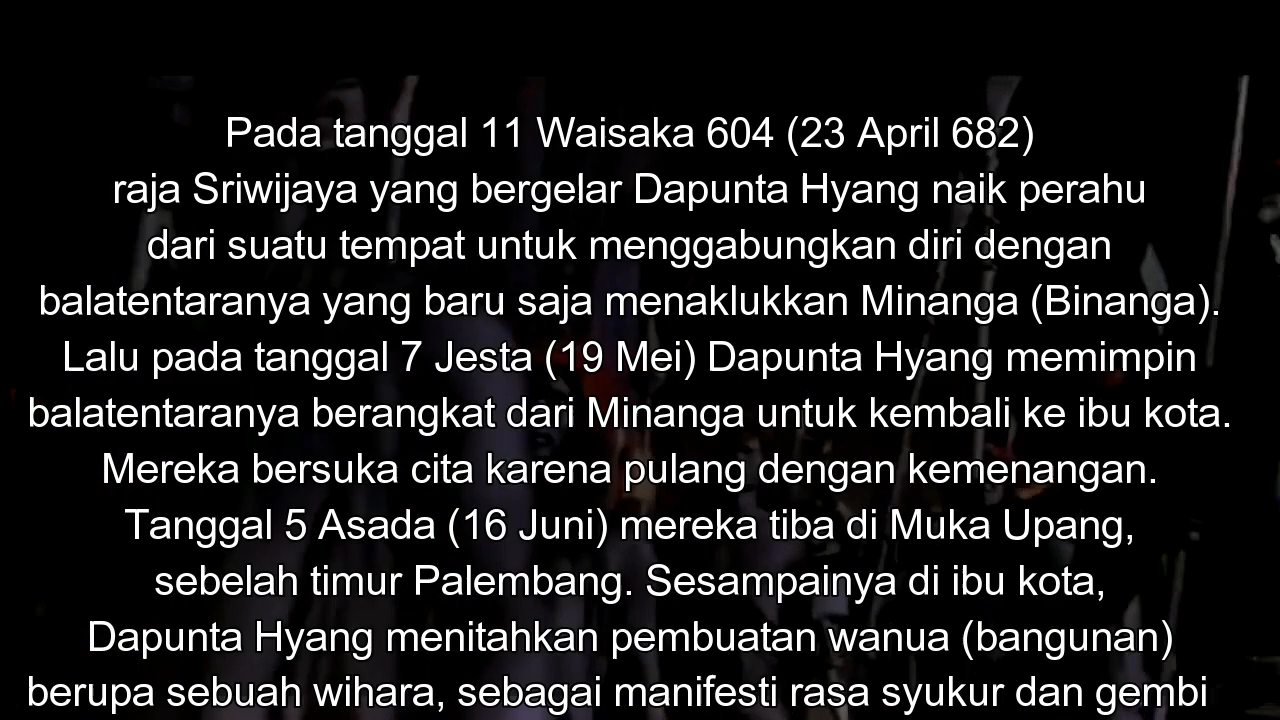 Pada tanggal 11 Waisaka 604 (23 April 682)
raja Sriwijaya yang bergelar Dapunta Hyang naik perahu
dari suatu tempat untuk menggabungkan diri dengan
balatentaranya yang baru saja menaklukkan Minanga (Binanga).
Lalu pada tanggal 7 Jesta (19 Mei) Dapunta Hyang memimpin
balatentaranya berangkat dari Minanga untuk kembali ke ibu kota.
Mereka bersuka cita karena pulang dengan kemenangan.
Tanggal 5 Asada (16 Juni) mereka tiba di Muka Upang,
sebelah timur Palembang. Sesampainya di ibu kota,
Dapunta Hyang menitahkan pembuatan wanua (bangunan)
berupa sebuah wihara, sebagai manifesti rasa syukur dan gembi